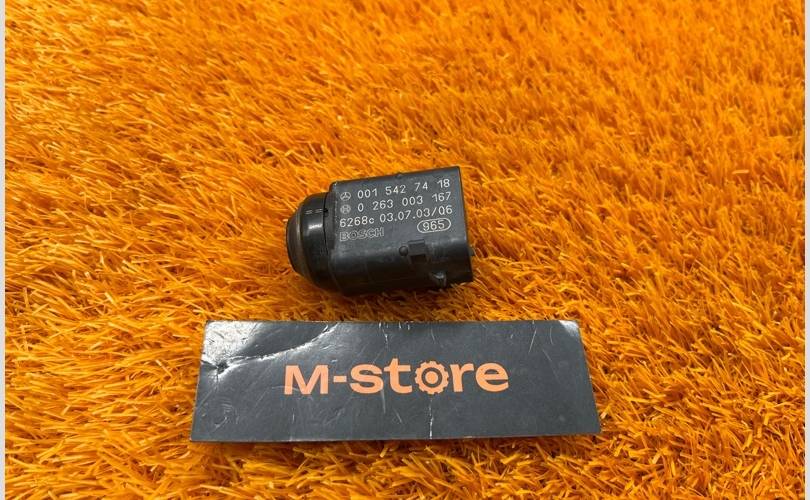 001 542 74 18
0 263 003 167
6268c 03.07.03/06
BOSCH 965
M-store